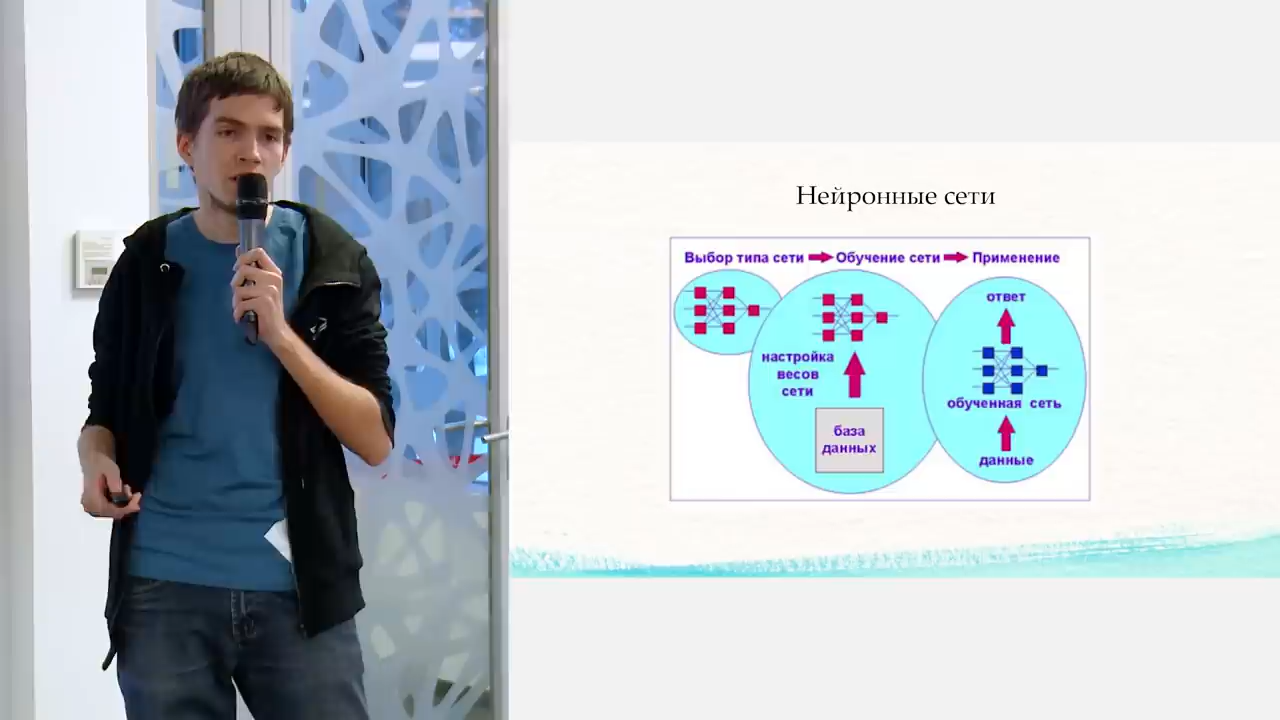 Нейронные сети
Выбор типа сети Обучение сети Применение
ответ
настройка
весов
сети
база
данных
обученная сеть
данные